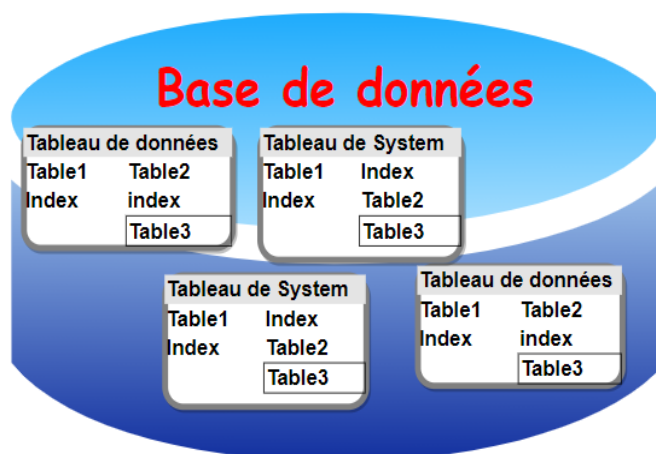 Base de données
Tableau de données
Table1 Table2
Index index
Table3
Tableau de System
Table1 Index
Index Table2
Table3
Tableau de System
Table1 Index
Index Table2
Table3
Tableau de données
Table1 Table2
Index index
Table3